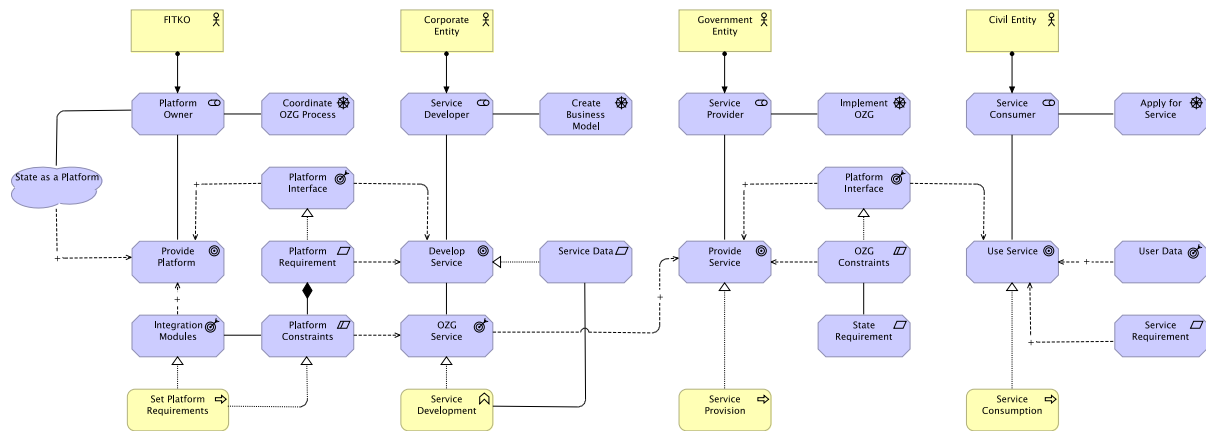 FITKO
Corporate
Entity
Government
Entity
Civil Entity
Platform
Owner
Coordinate
OZG Process
Service
Developer
Create
Business
Model
Service
Provider
Implement
OZG
Service
Consumer
Apply for
Service
State as a Platform
Platform
Interface
Platform
Interface
Provide
Platform
Platform
Requirement
Develop
Service
Service Data
Provide
Service
OZG
Constraints
Use Service
User Data
Integration
Modules
Platform
Constraints
OZG
Service
State
Requirement
Service
Requirement
Set Platform
Requirements
Service
Development
Service
Provision
Service
Consumption